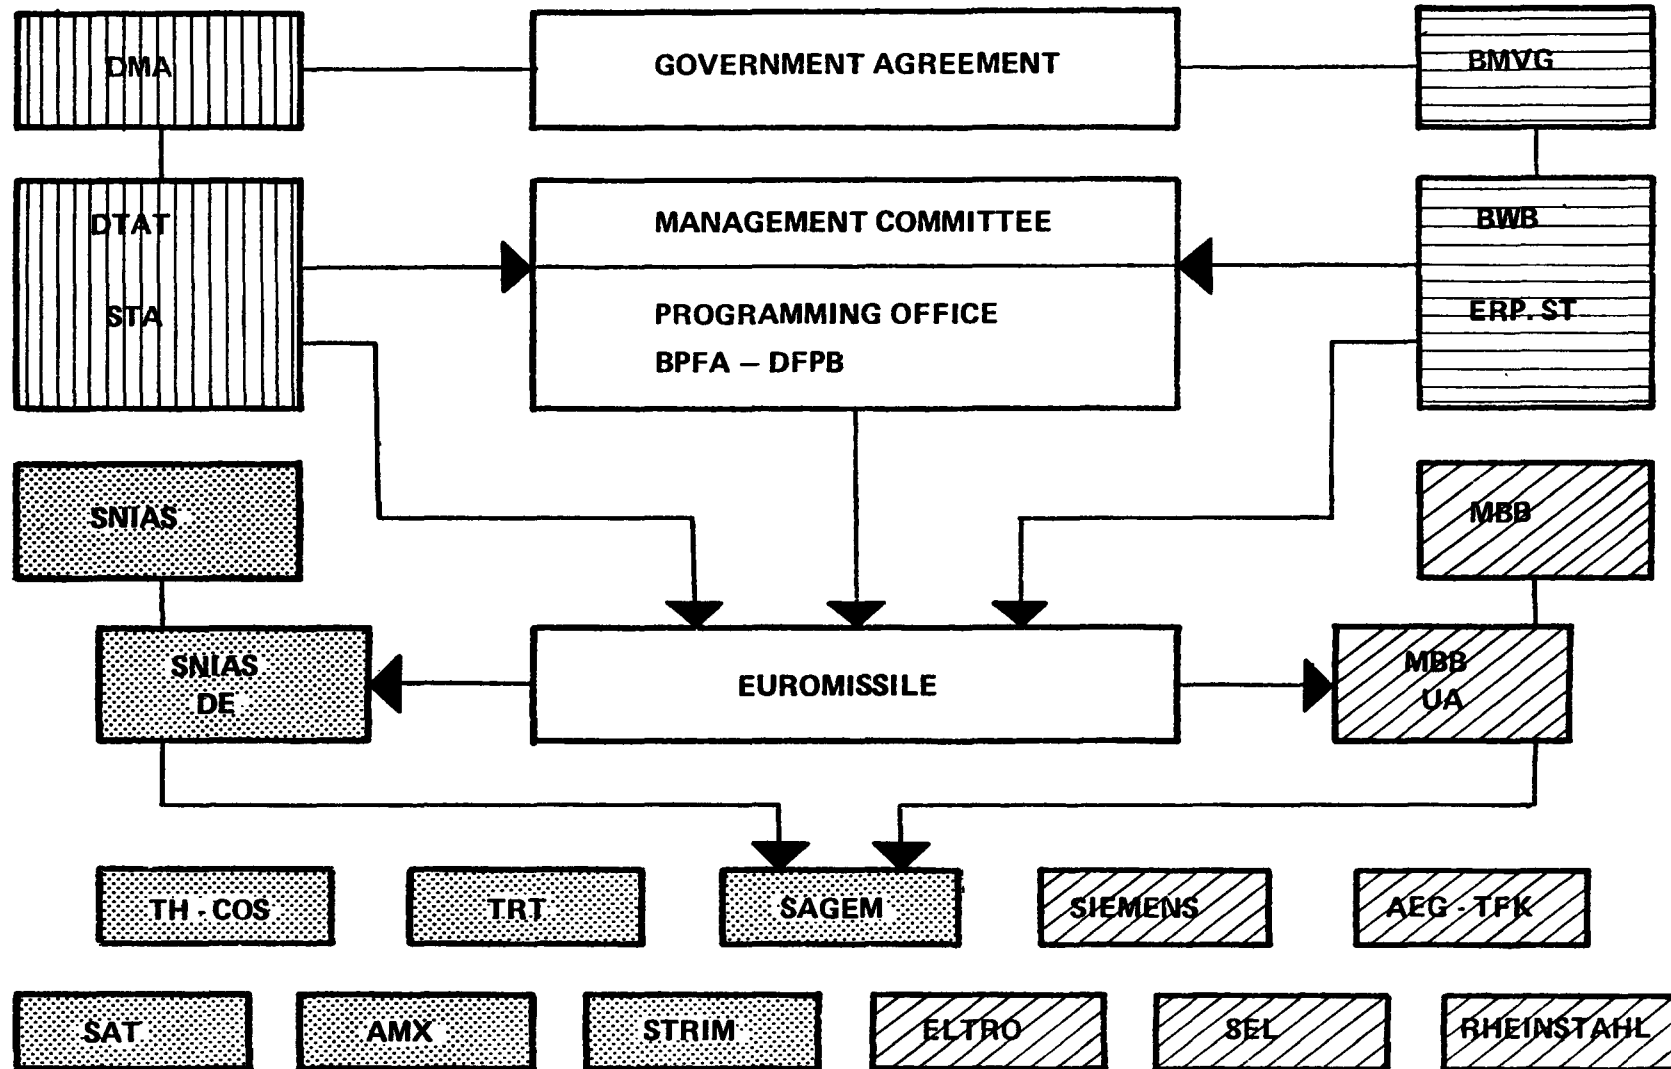 DMA
GOVERNMENT AGREEMENT
BMVG
DTAT
STA
MANAGEMENT COMMITTEE
PROGRAMMING OFFICE
BPFA – DFPB
BWB
ERP. ST
SNIAS
MBB
SNIAS
DE
EUROMISSILE
MBB
UA
TH - COS
TRT
SAGEM
SIEMENS
AEG - TFK
SAT
AMX
STRIM
ELTRO
SEL
RHEINSTAHL